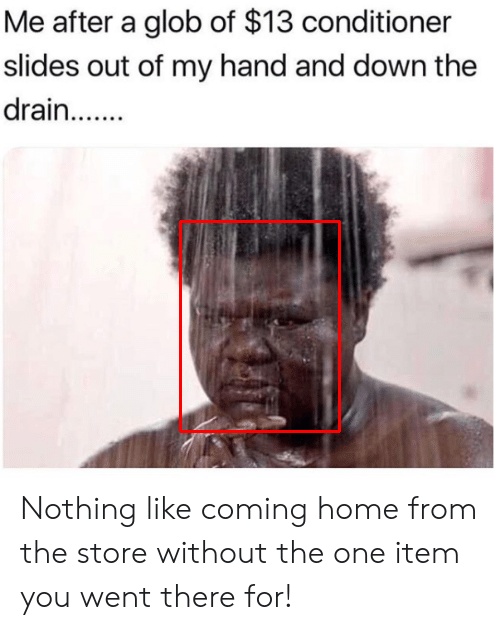 Me after a glob of $13 conditioner
slides out of my hand and down the
drain.......
Nothing like coming home from
the store without the one item
you went there for!